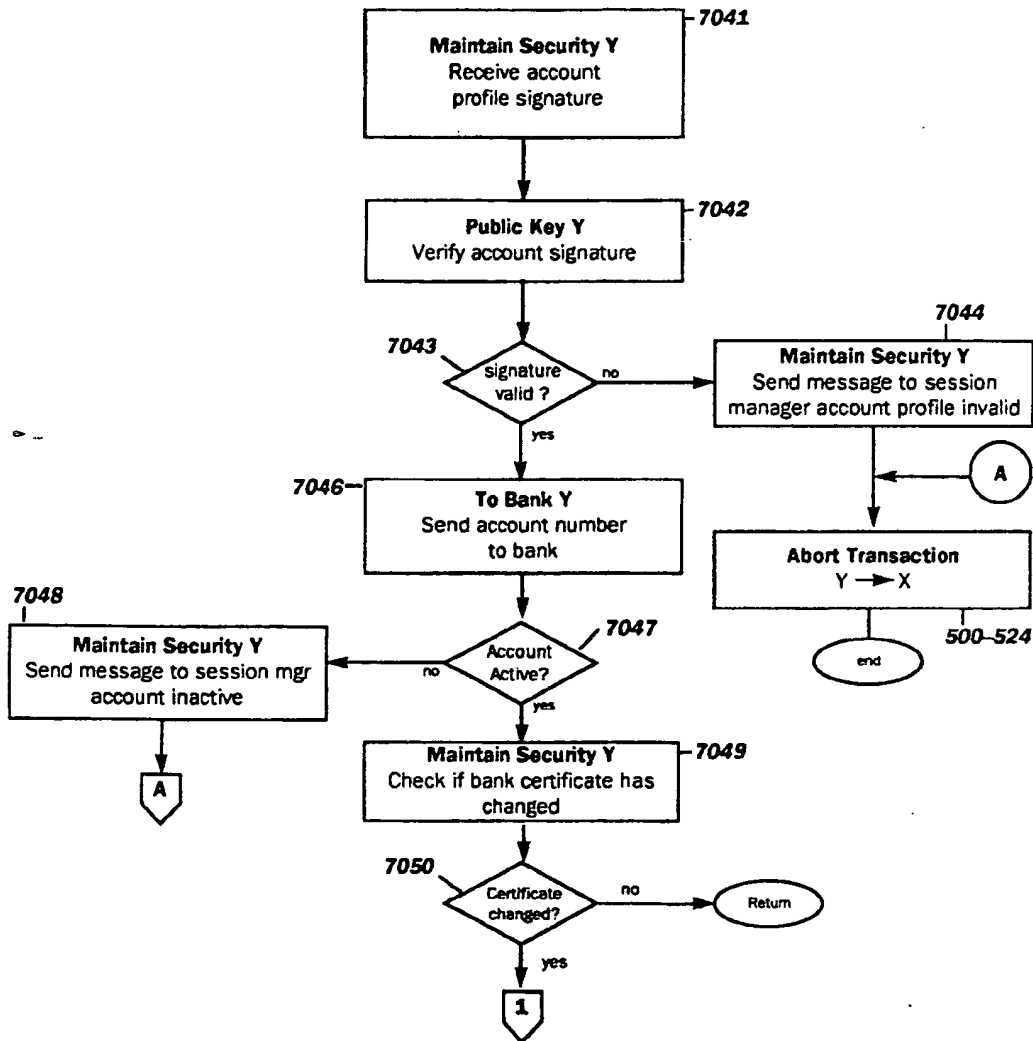 7041
Maintain Security Y
Receive account
profile signature
7042
Public Key Y
Verify account signature
7043
signature
valid ?
no
yes
7044
Maintain Security Y
Send message to session
manager account profile invalid
A
7046
To Bank Y
Send account number
to bank
Abort Transaction
Y → X
500-524
end
7047
Account
Active?
no
yes
7048
Maintain Security Y
Send message to session mgr
account inactive
A
7049
Maintain Security Y
Check if bank certificate has
changed
7050
Certificate
changed?
no
Return
yes
1